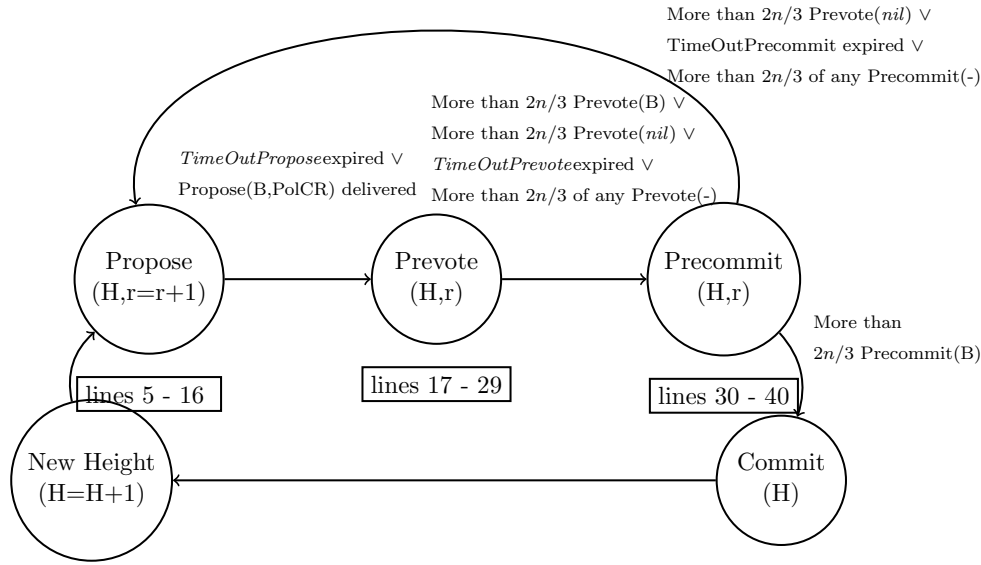 More than 2n/3 Prevote(nil) ∨
TimeOutPrecommit expired ∨
More than 2n/3 of any Precommit(-)
More than 2n/3 Prevote(B) ∨
More than 2n/3 Prevote(nil) ∨
TimeOutPrevoteexpired ∨
More than 2n/3 of any Prevote(-)
TimeOutProposeexpired ∨
Propose(B,PolCR) delivered
Propose
(H,r=r+1)
Prevote
(H,r)
Precommit
(H,r)
More than
2n/3 Precommit(B)
lines 5 - 16
lines 17 - 29
lines 30 - 40
New Height
(H=H+1)
Commit
(H)